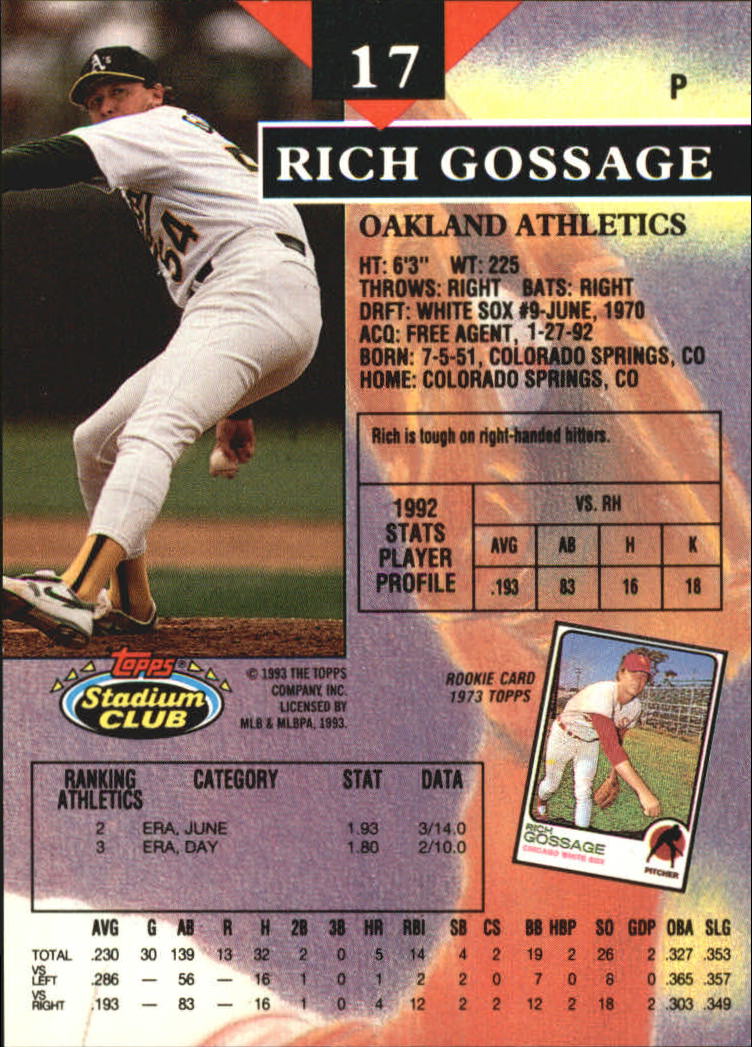 17
P
RICH GOSSAGE
OAKLAND ATHLETICS
HT: 6'3" WT: 225
THROWS: RIGHT BATS: RIGHT
DRFT: WHITE SOX #9-JUNE, 1970
ACQ: FREE AGENT, 1-27-92
BORN: 7-5-51, COLORADO SPRINGS, CO
HOME: COLORADO SPRINGS, CO
A's
54
Rich is tough on right-handed hitters.
1992 STATS PLAYER PROFILE
VS. RH
AVG AB H K
.193 83 16 18
Topps®
Stadium
CLUB
© 1993 THE TOPPS
COMPANY, INC.
LICENSED BY
MLB & MLBPA, 1993.
ROOKIE CARD
1973 TOPPS
RICH
GOSSAGE
CHICAGO WHITE SOX
PITCHER
RANKING ATHLETICS CATEGORY STAT DATA
2 ERA, JUNE 1.93 3/14.0
3 ERA, DAY 1.80 2/10.0
AVG G AB R H 2B 3B HR RBI SB CS BB HBP SO GDP OBA SLG
TOTAL .230 30 139 13 32 2 0 5 14 4 2 19 2 26 2 .327 .353
VS LEFT .286 — 56 — 16 1 0 1 2 2 0 7 0 8 0 .365 .357
VS RIGHT .193 — 83 — 16 1 0 4 12 2 2 12 2 18 2 .303 .349